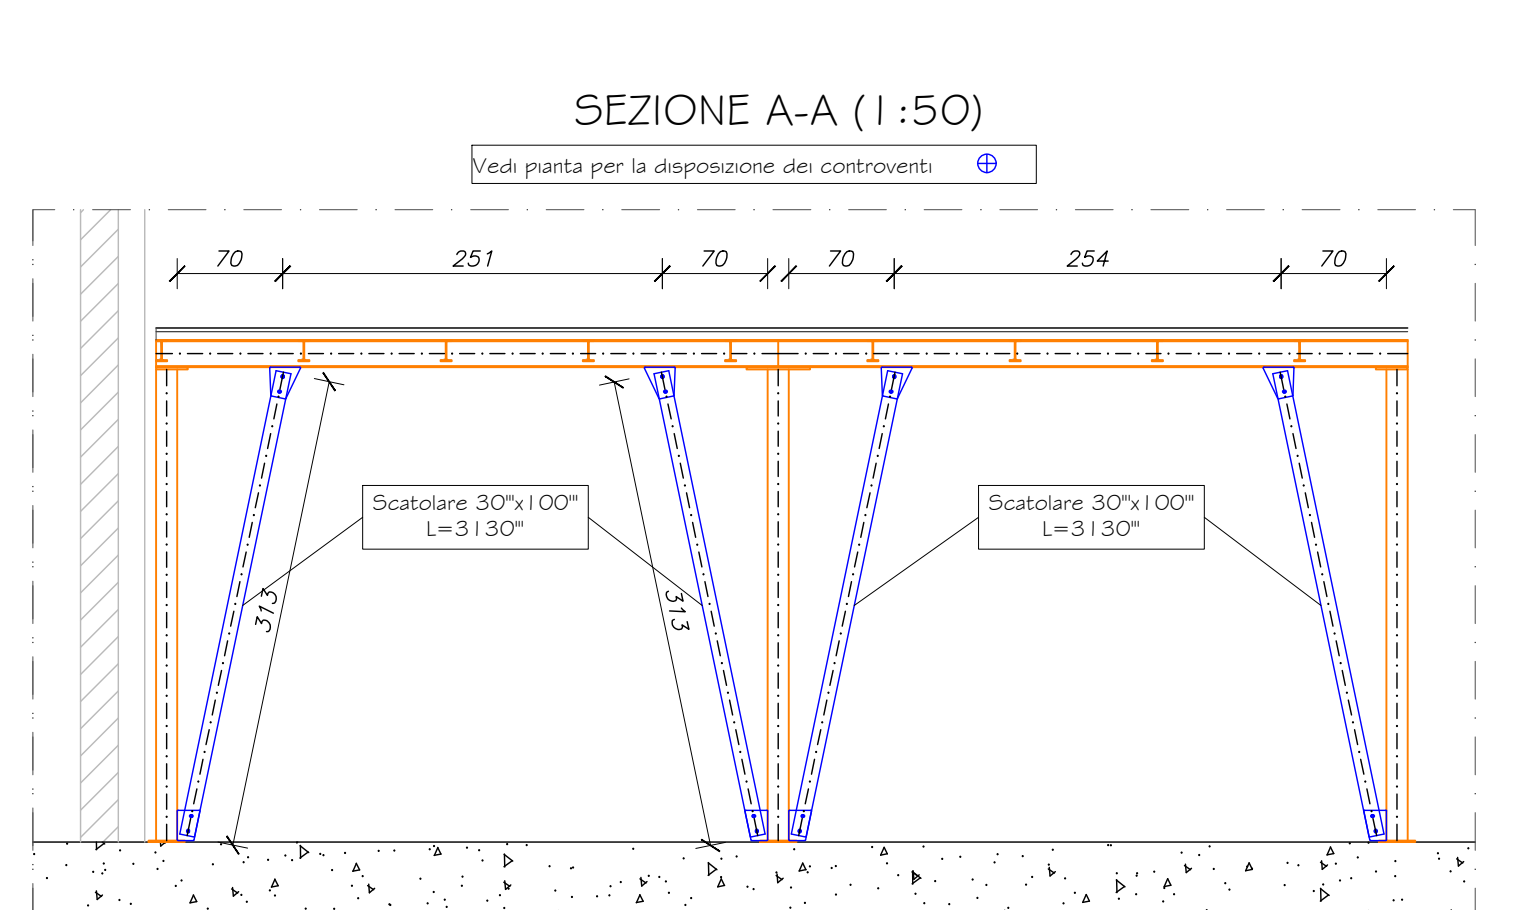 SEZIONE A-A (1:50)
Vedi pianta per la disposizione dei controventi
70 251 70 70 254 70
Scatolare 30'''x100'''
L=3130'''
Scatolare 30'''x100'''
L=3130'''
313
313